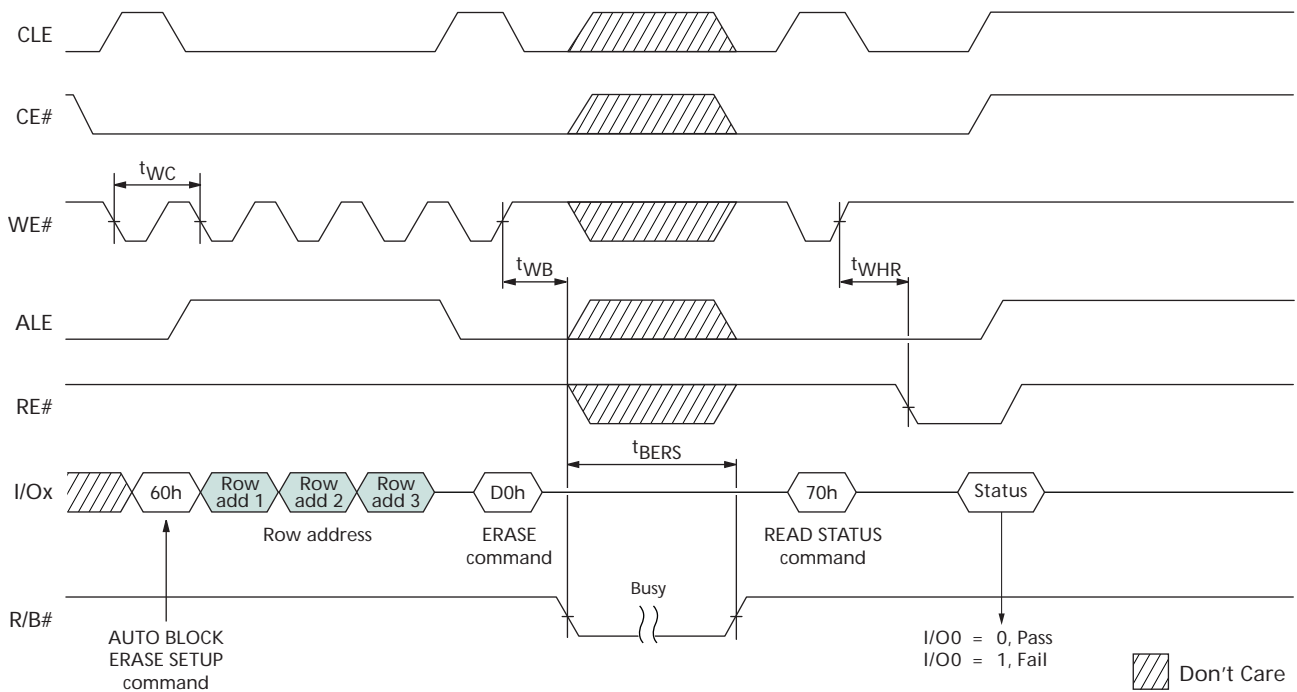 CLE
CE#
tWC
WE#
tWB
tWHR
ALE
RE#
tBERS
I/Ox
60h
Row add 1
Row add 2
Row add 3
D0h
70h
Status
Row address
ERASE
command
READ STATUS
command
R/B#
Busy
AUTO BLOCK
ERASE SETUP
command
I/O0 = 0, Pass
I/O0 = 1, Fail
Don't Care